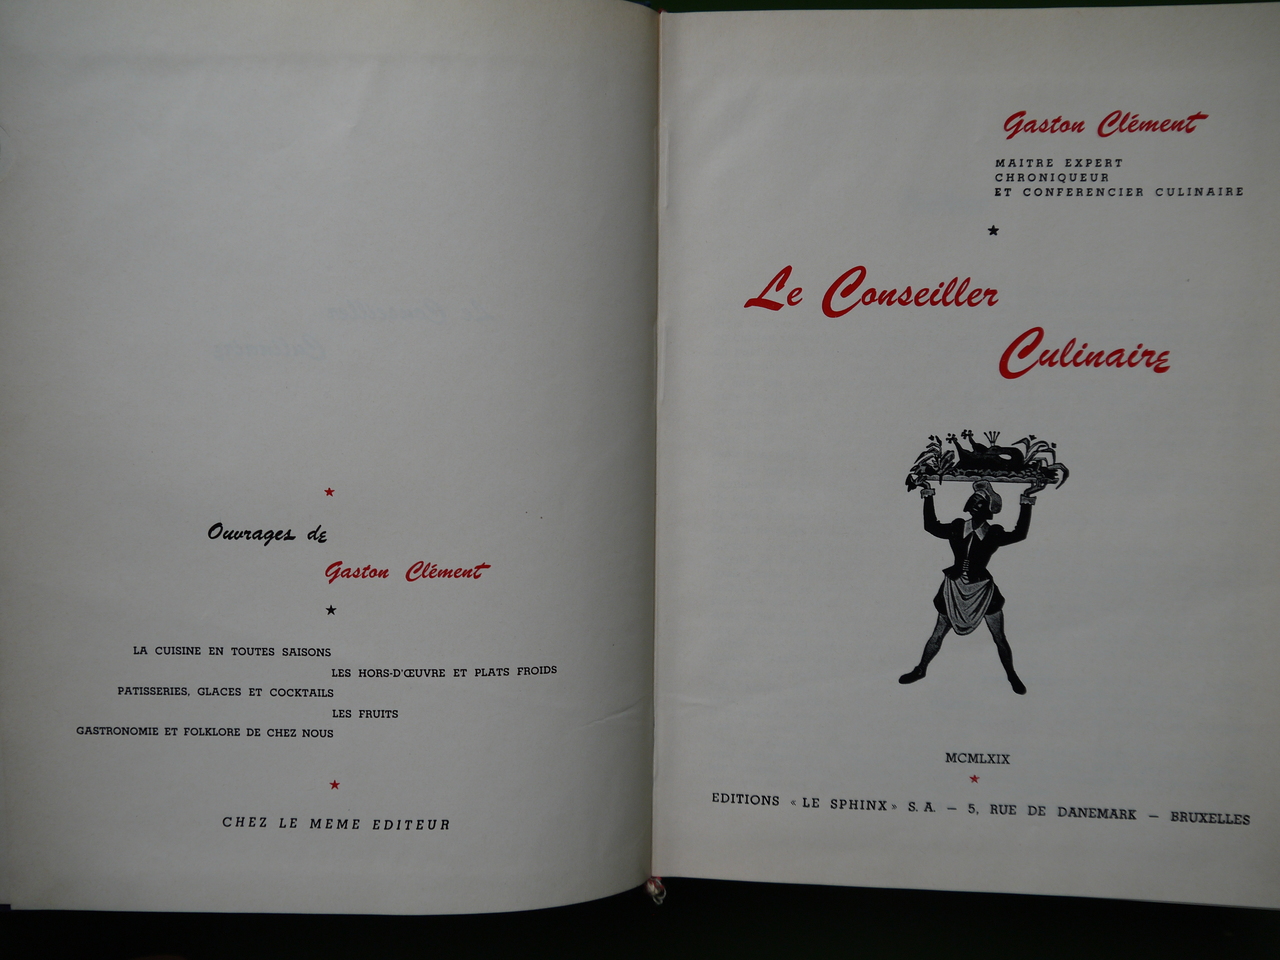 ★
Ouvrages de
Gaston Clément
★
LA CUISINE EN TOUTES SAISONS
LES HORS-D'ŒUVRE ET PLATS FROIDS
PATISSERIES, GLACES ET COCKTAILS
LES FRUITS
GASTRONOMIE ET FOLKLORE DE CHEZ NOUS
★
CHEZ LE MEME EDITEUR
Gaston Clément
MAITRE EXPERT
CHRONIQUEUR
ET CONFERENCIER CULINAIRE
★
Le Conseiller
Culinaire
MCMLXIX
★
EDITIONS « LE SPHINX » S. A. — 5, RUE DE DANEMARK — BRUXELLES